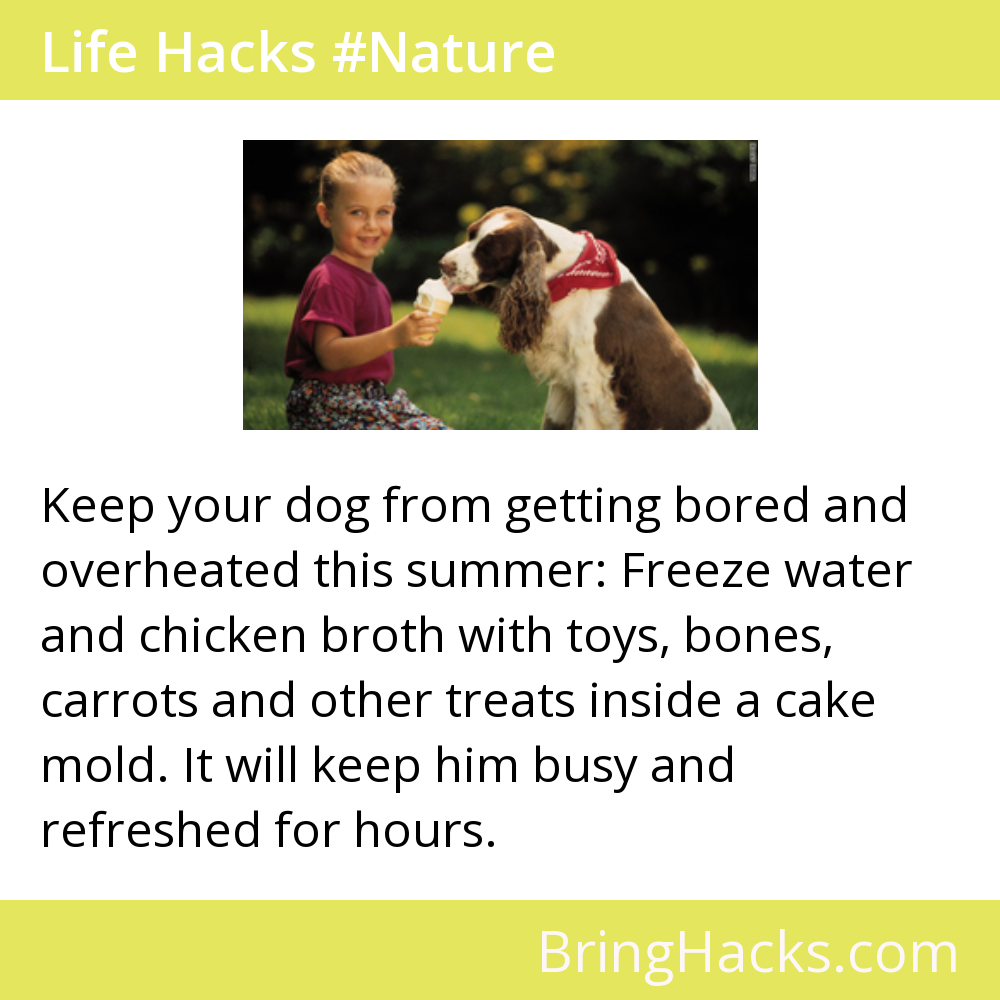 Life Hacks #Nature
Keep your dog from getting bored and
overheated this summer: Freeze water
and chicken broth with toys, bones,
carrots and other treats inside a cake
mold. It will keep him busy and
refreshed for hours.
BringHacks.com